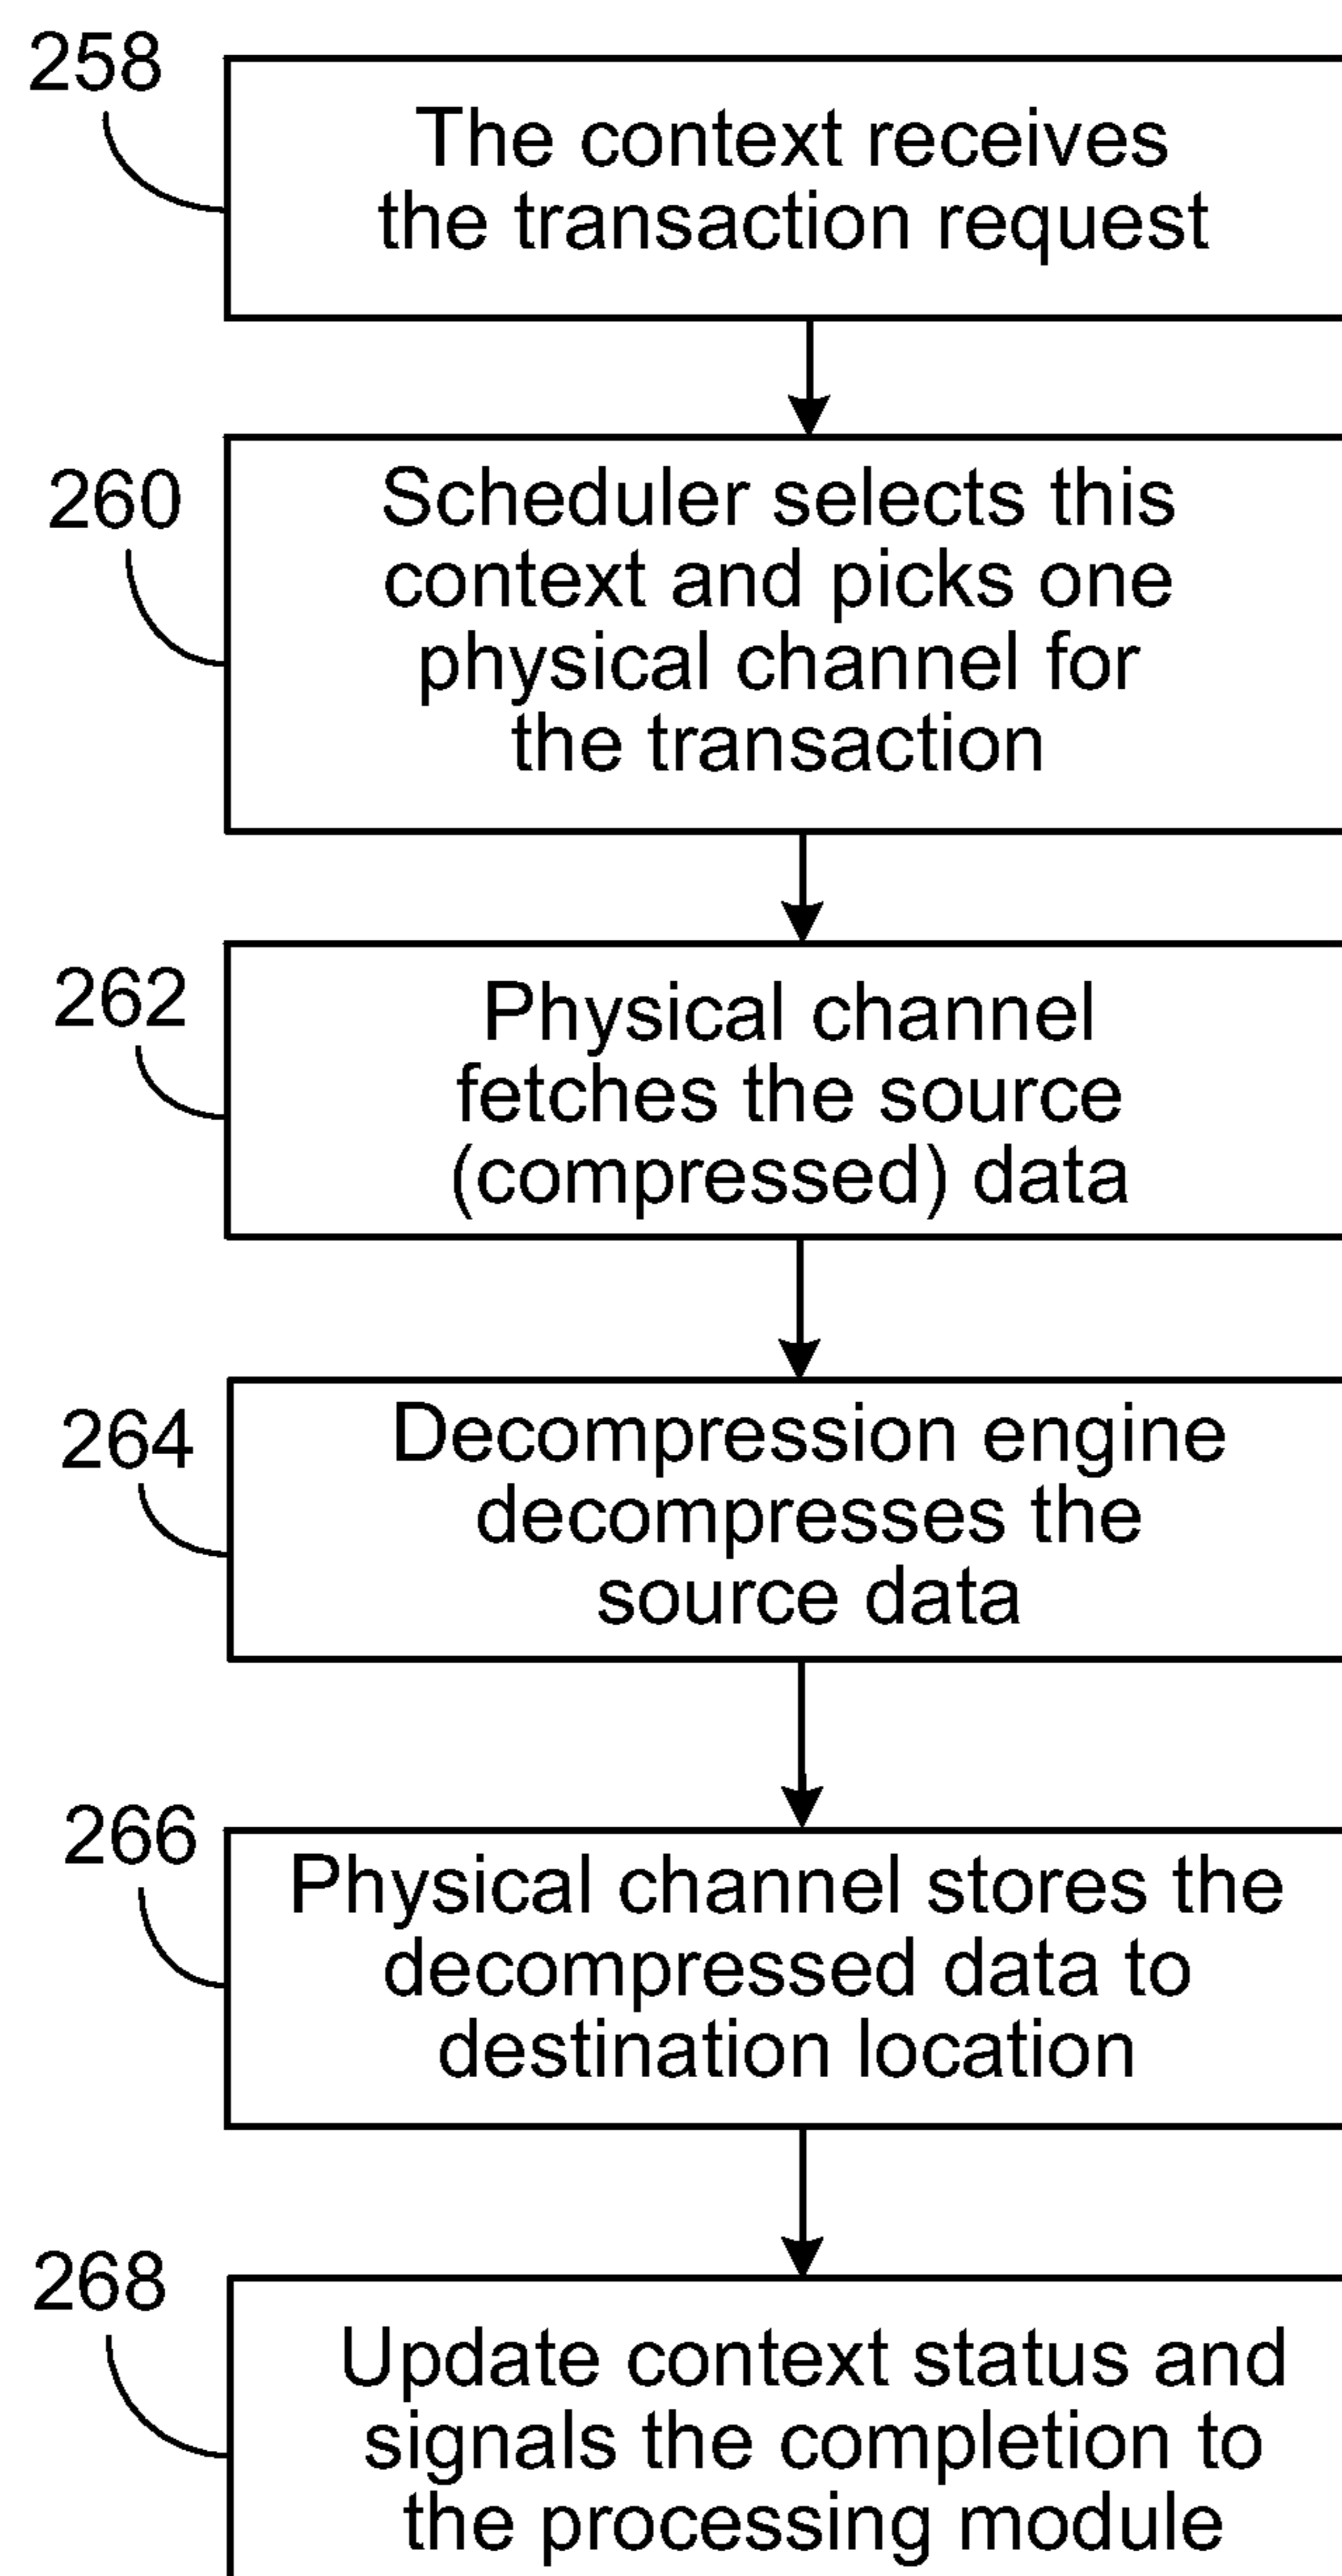 258
The context receives
the transaction request
260
Scheduler selects this
context and picks one
physical channel for
the transaction
262
Physical channel
fetches the source
(compressed) data
264
Decompression engine
decompresses the
source data
266
Physical channel stores the
decompressed data to
destination location
268
Update context status and
signals the completion to
the processing module